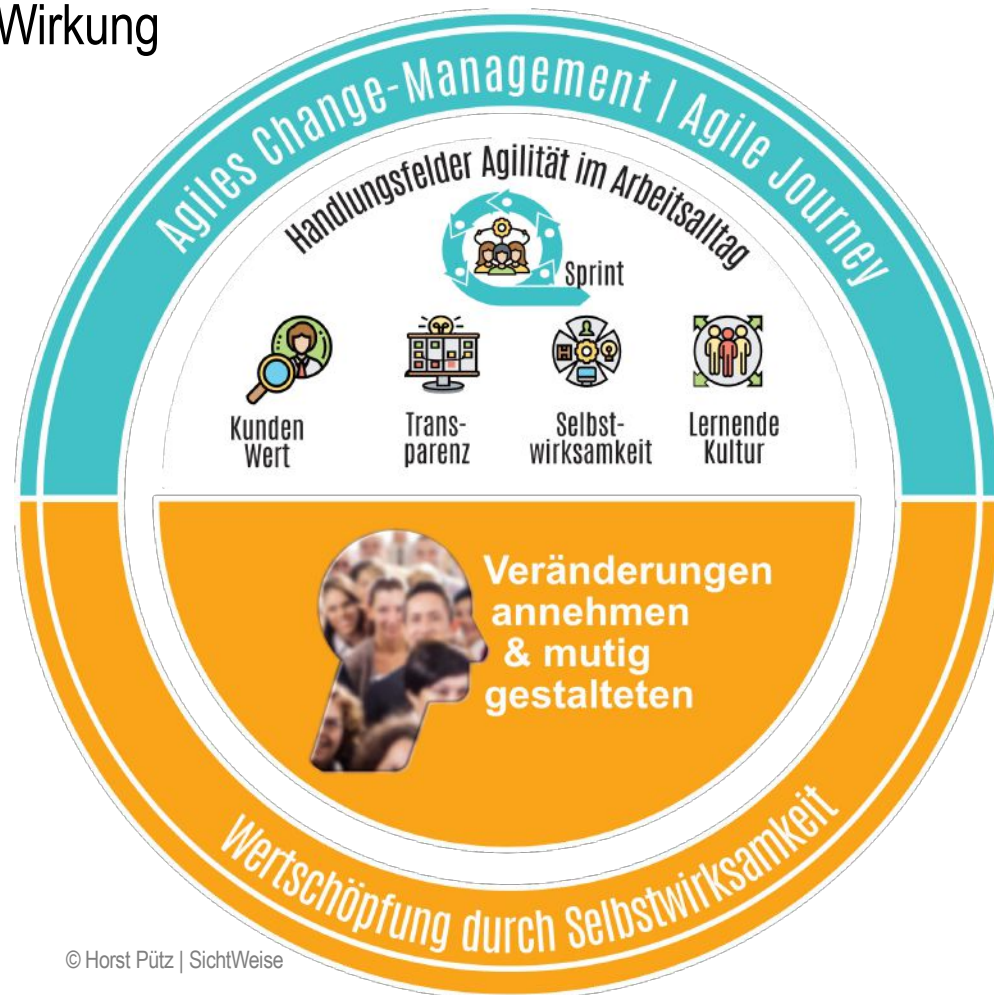 Wirkung
Agiles Change-Management | Agile Journey
Handlungsfelder Agilität im Arbeitsalltag
Sprint
Kunden
Wert
Trans-
parenz
Selbst-
wirksamkeit
Lernende
Kultur
Veränderungen
annehmen
& mutig
gestalteten
Wertschöpfung durch Selbstwirksamkeit
© Horst Pütz | SichtWeise